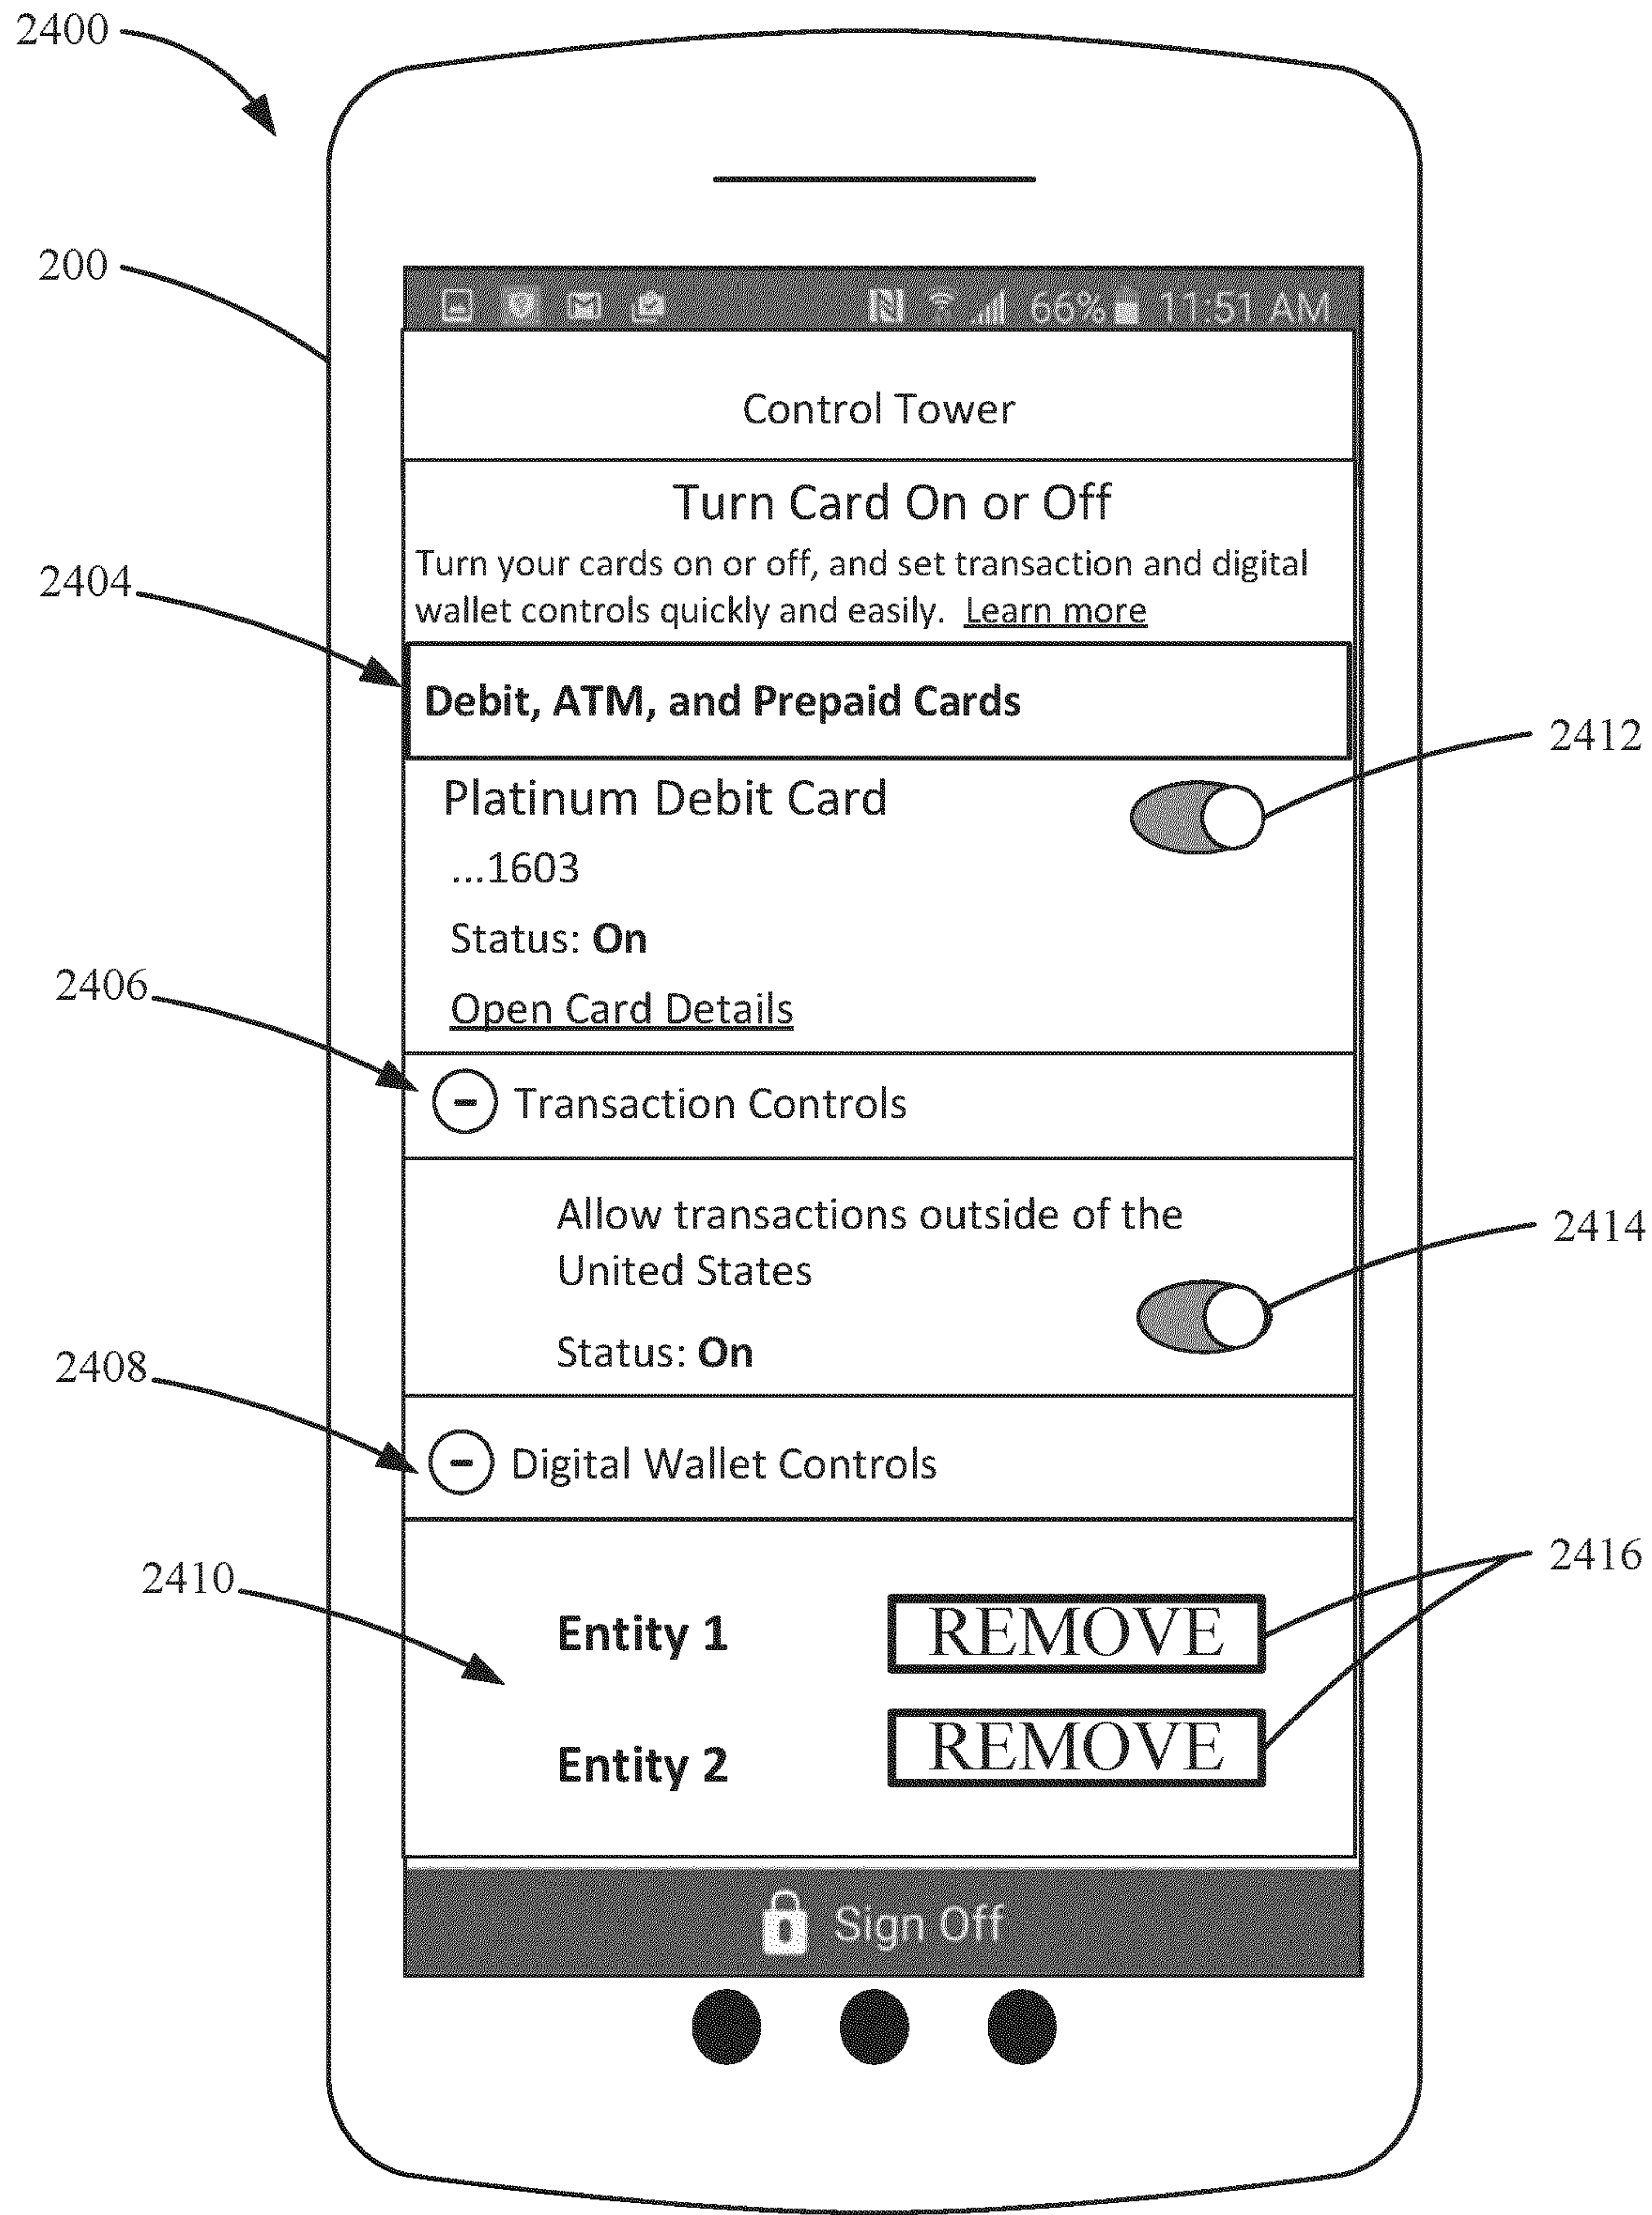 2400
200
66% 11:51 AM
Control Tower
Turn Card On or Off
Turn your cards on or off, and set transaction and digital
wallet controls quickly and easily. Learn more
2404
Debit, ATM, and Prepaid Cards
2412
Platinum Debit Card
...1603
Status: On
2406
Open Card Details
- Transaction Controls
Allow transactions outside of the
2414
United States
Status: On
2408
- Digital Wallet Controls
2410
2416
Entity 1 REMOVE
Entity 2 REMOVE
Sign Off